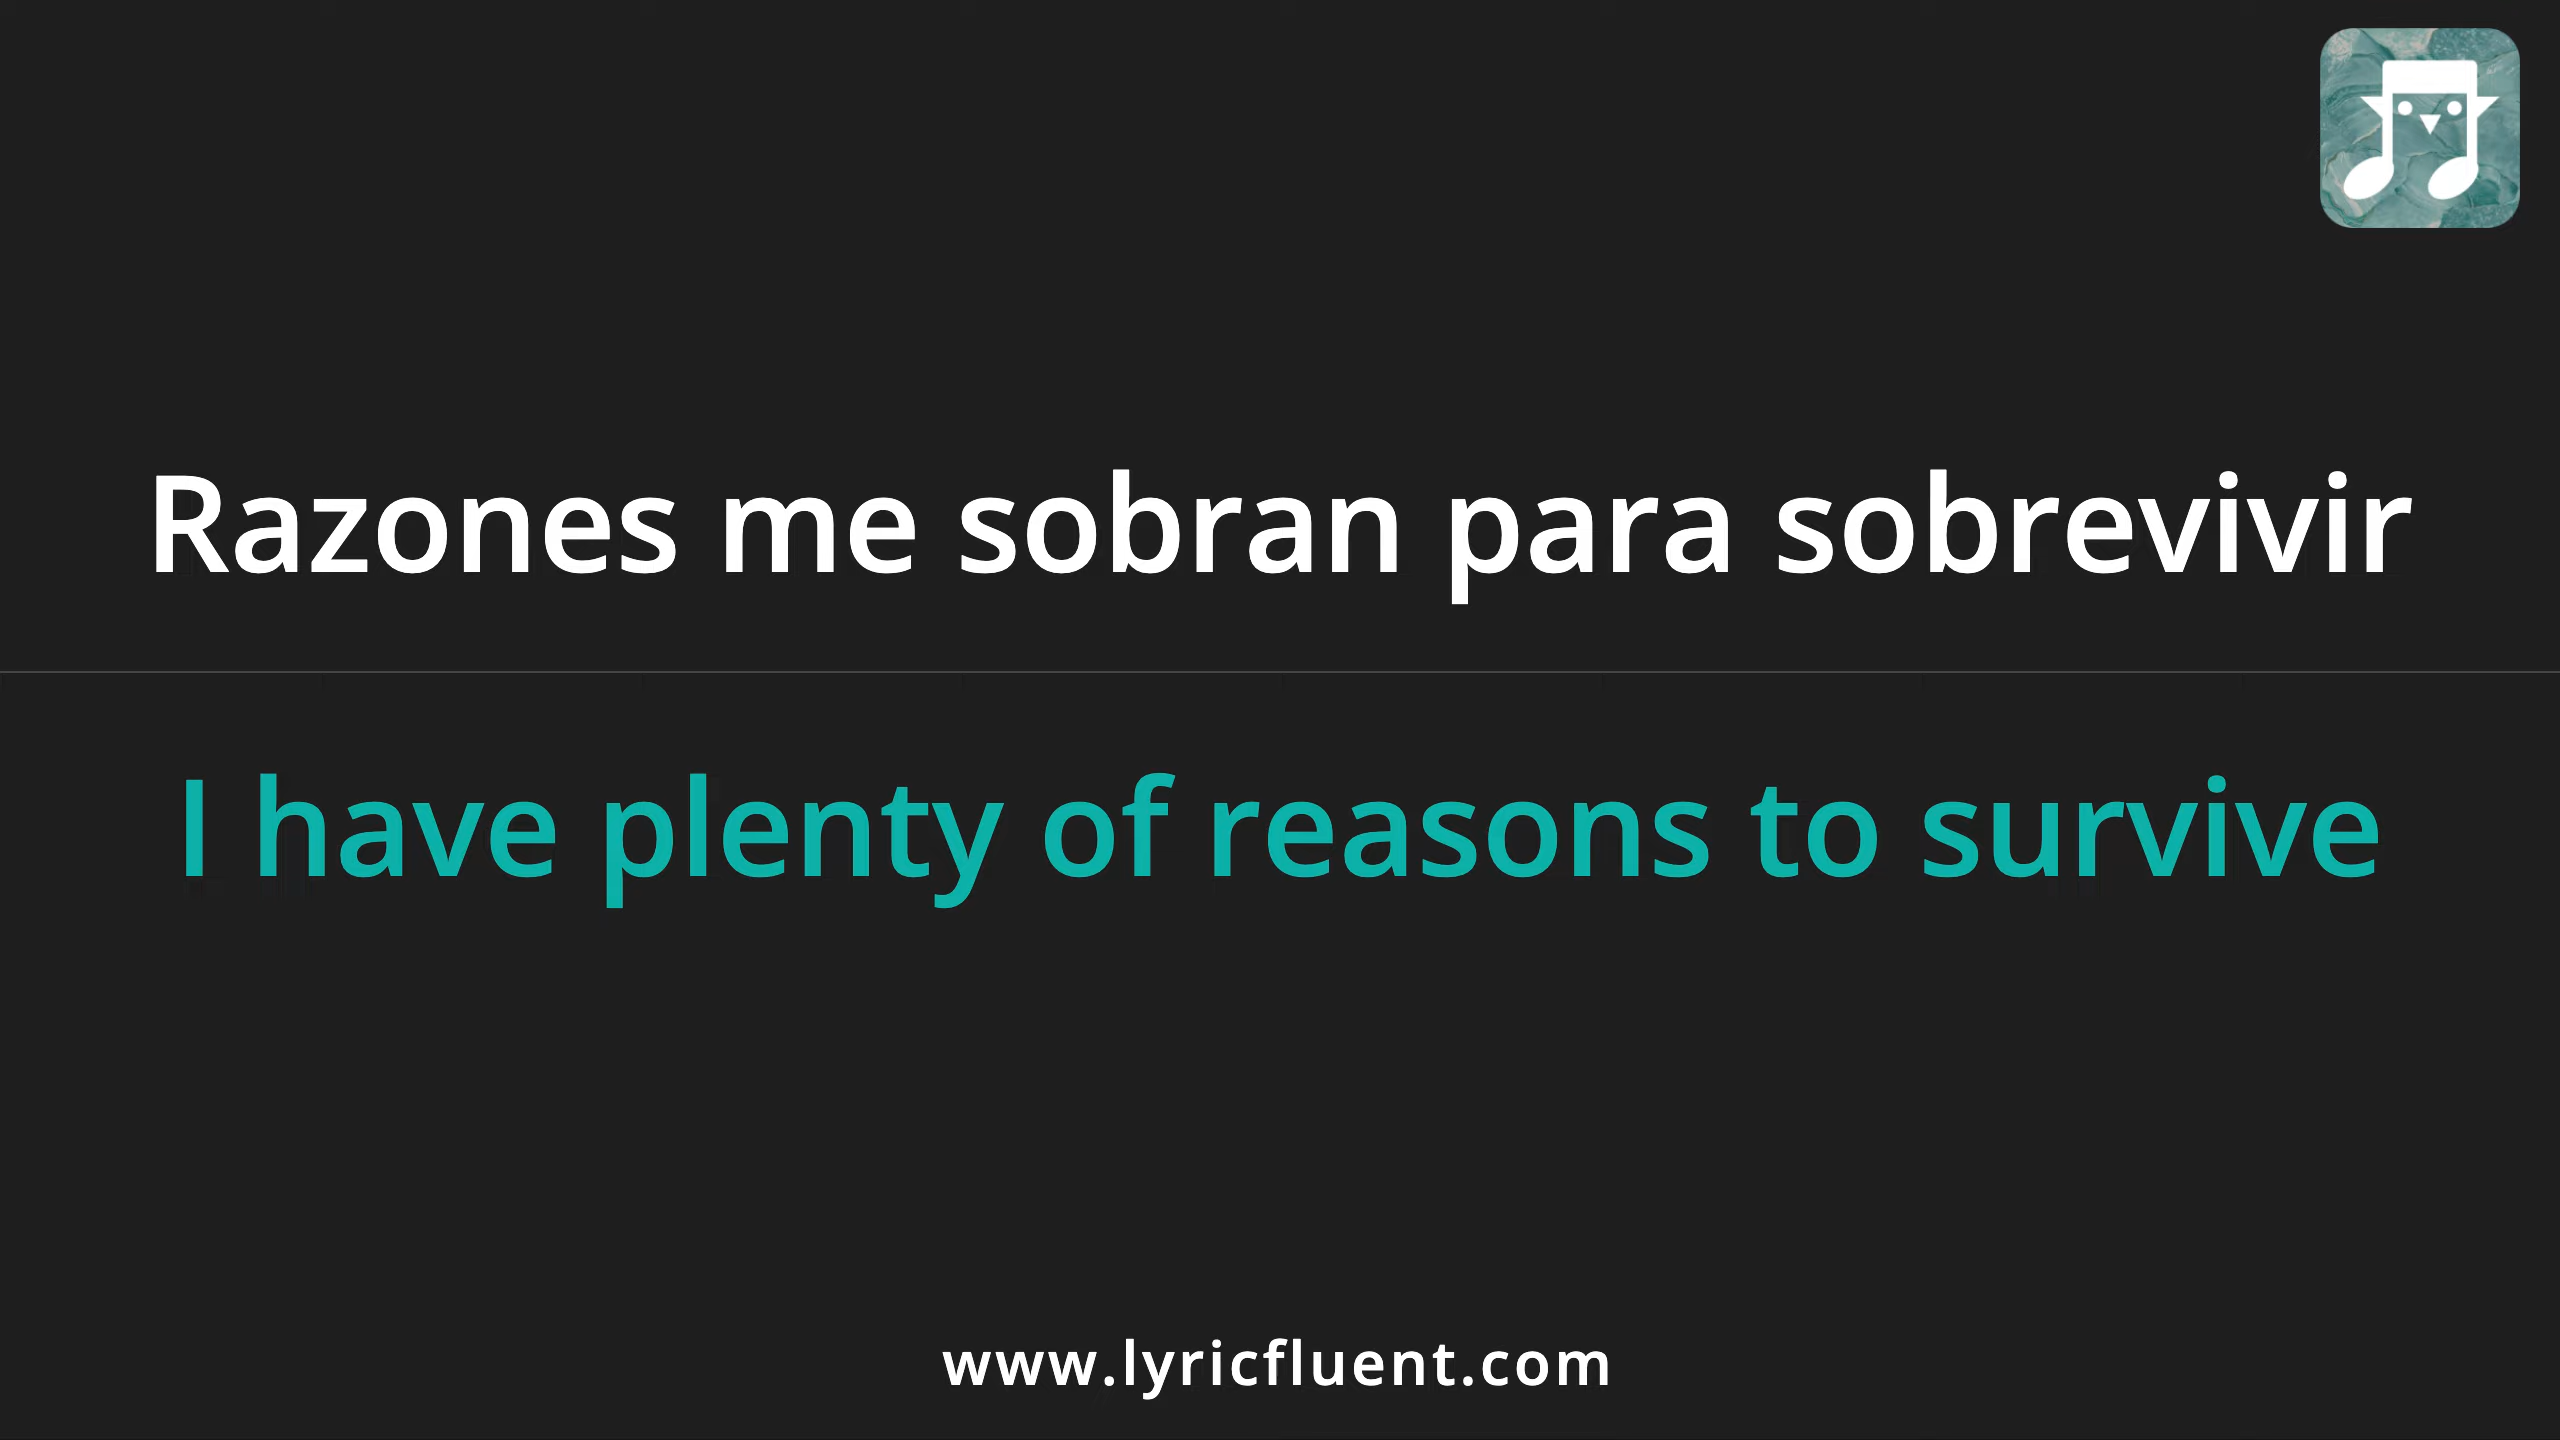 Razones me sobran para sobrevivir
I have plenty of reasons to survive
www.lyricfluent.com